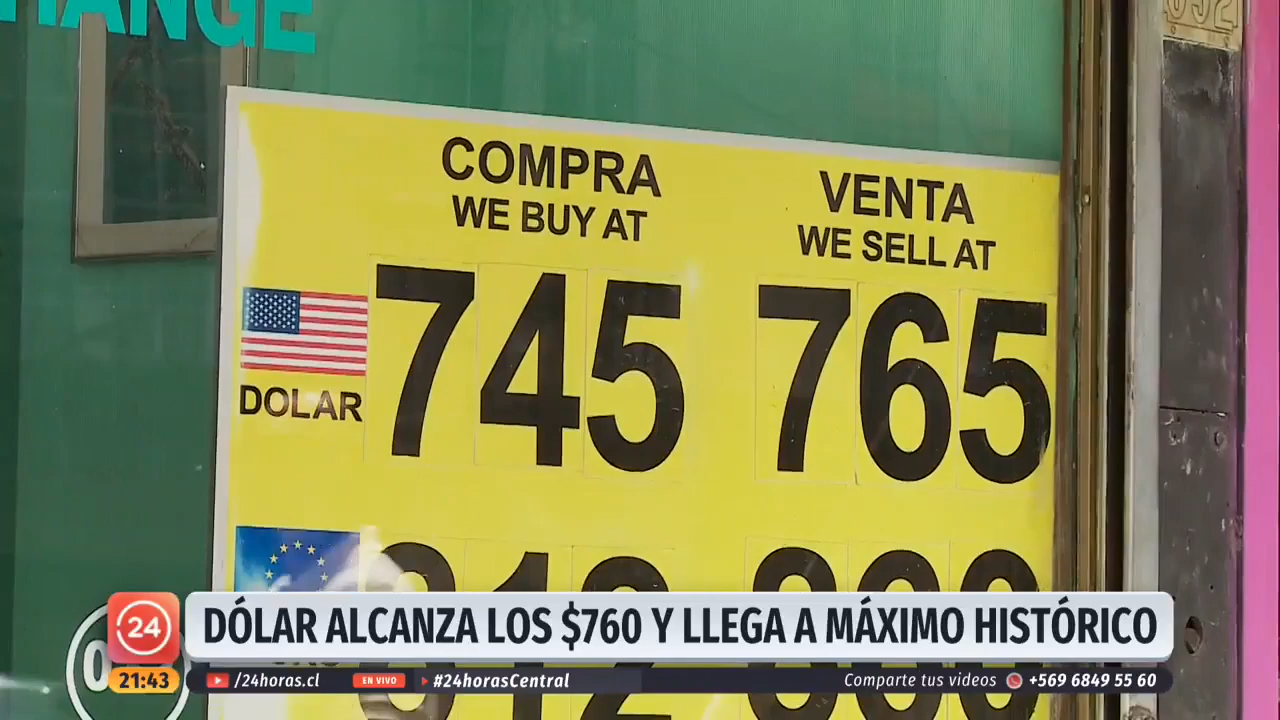 COMPRA
WE BUY AT
VENTA
WE SELL AT
745
765
DOLAR
DÓLAR ALCANZA LOS $760 Y LLEGA A MÁXIMO HISTÓRICO
24
21:43
/24horas.cl
EN VIVO
#24horasCentral
Comparte tus videos
+569 6849 55 60